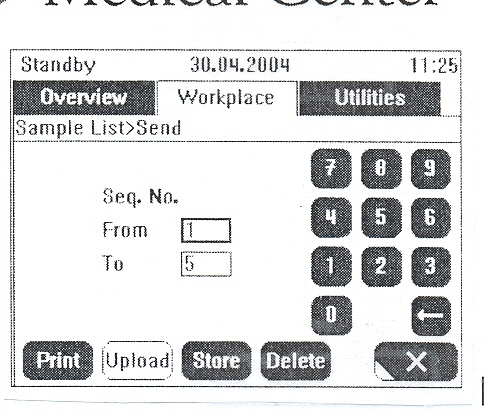 Medical Center
Standby 30.04.2004 11:25
Overview Workplace Utilities
Sample List>Send
7 8 9
Seq. No.
4 5 6
From 1
To 5
1 2 3
0 ←
Print Upload Store Delete X